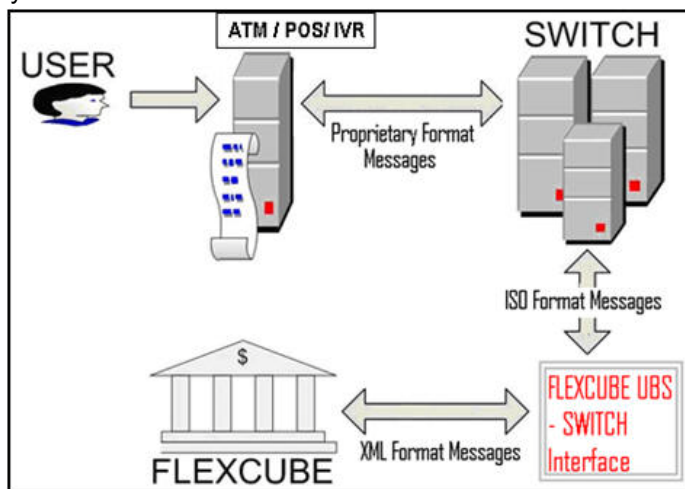 y
ATM / POS/ IVR
SWITCH
USER
Proprietary Format
Messages
ISO Format Messages
$
FLEXCUBE UBS
- SWITCH
Interface
XML Format Messages
FLEXCUBE